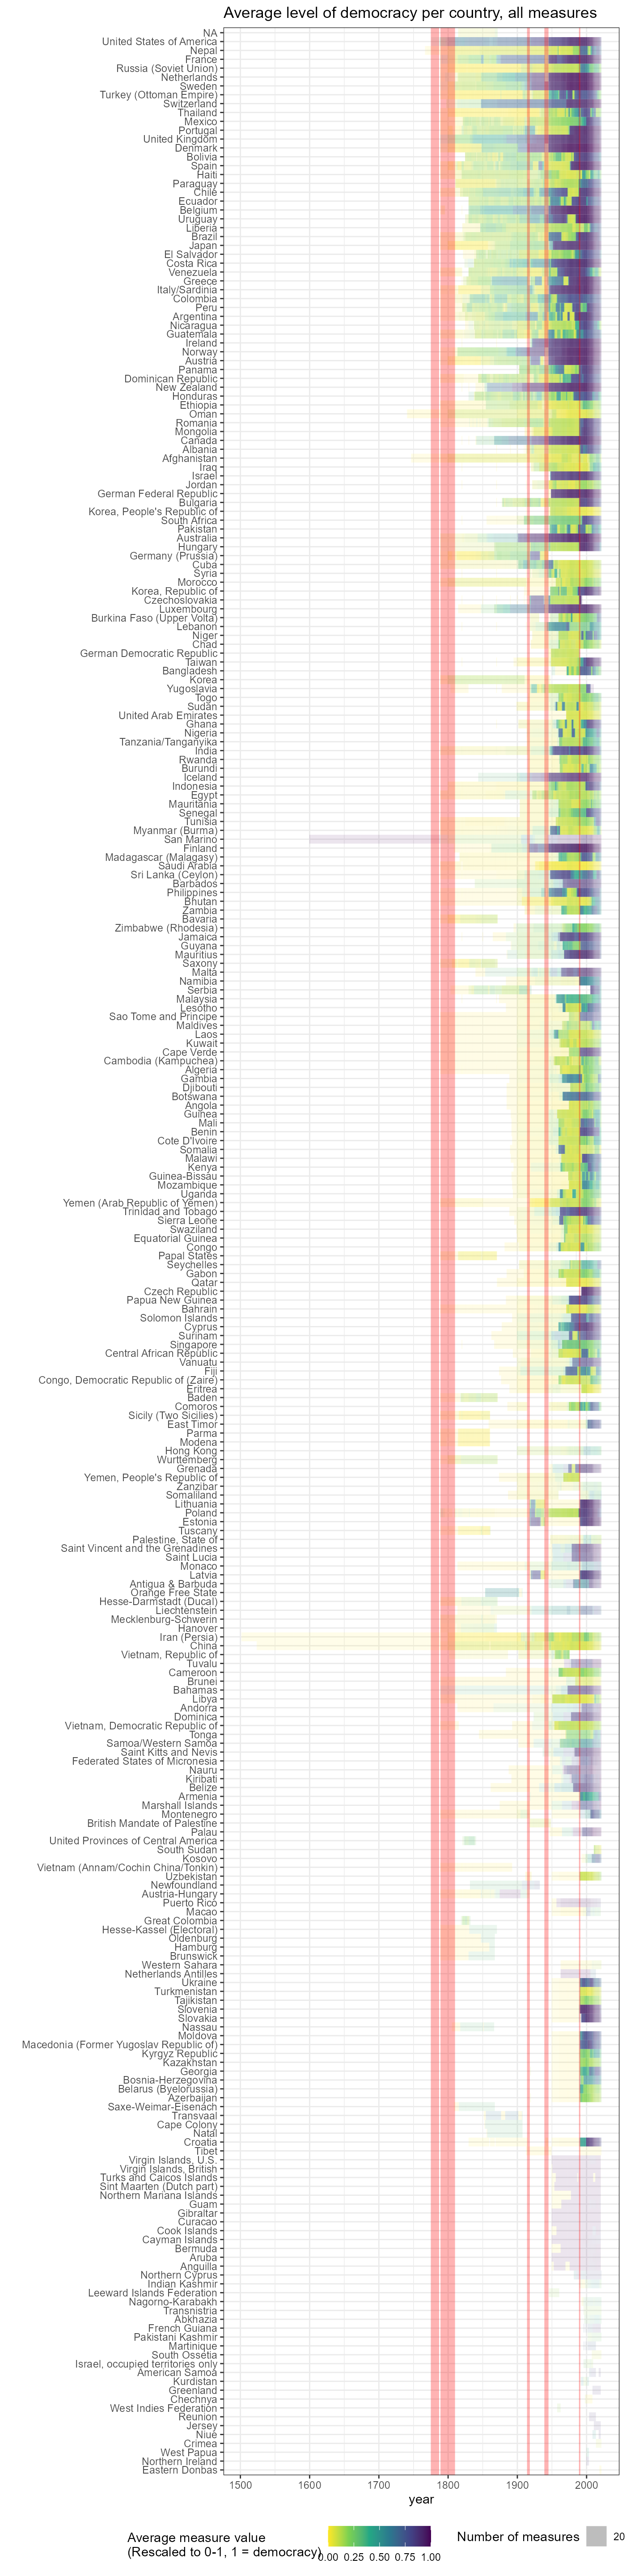 Average level of democracy per country, all measures
NA
United States of America
Nepal
France
Russia (Soviet Union)
Netherlands
Sweden
Turkey (Ottoman Empire)
Switzerland
Thailand
Mexico
Portugal
United Kingdom
Denmark
Bolivia
Spain
Haiti
Paraguay
Chile
Ecuador
Belgium
Uruguay
Liberia
Brazil
Japan
El Salvador
Costa Rica
Venezuela
Greece
Italy/Sardinia
Colombia
Peru
Argentina
Nicaragua
Guatemala
Ireland
Norway
Austria
Panama
Dominican Republic
New Zealand
Honduras
Ethiopia
Oman
Romania
Mongolia
Canada
Albania
Afghanistan
Iraq
Israel
Jordan
German Federal Republic
Bulgaria
Korea, People's Republic of
South Africa
Pakistan
Australia
Hungary
Germany (Prussia)
Cuba
Syria
Morocco
Korea, Republic of
Czechoslovakia
Luxembourg
Burkina Faso (Upper Volta)
Lebanon
Niger
Chad
German Democratic Republic
Taiwan
Bangladesh
Korea
Yugoslavia
Togo
Sudan
United Arab Emirates
Ghana
Nigeria
Tanzania/Tanganyika
India
Rwanda
Burundi
Iceland
Indonesia
Egypt
Mauritania
Senegal
Tunisia
Myanmar (Burma)
San Marino
Finland
Madagascar (Malagasy)
Saudi Arabia
Sri Lanka (Ceylon)
Barbados
Philippines
Bhutan
Zambia
Bavaria
Zimbabwe (Rhodesia)
Jamaica
Guyana
Mauritius
Saxony
Malta
Namibia
Serbia
Malaysia
Lesotho
Sao Tome and Principe
Maldives
Laos
Kuwait
Cape Verde
Cambodia (Kampuchea)
Algeria
Gambia
Djibouti
Botswana
Angola
Guinea
Mali
Benin
Cote D'Ivoire
Somalia
Malawi
Kenya
Guinea-Bissau
Mozambique
Uganda
Yemen (Arab Republic of Yemen)
Trinidad and Tobago
Sierra Leone
Swaziland
Equatorial Guinea
Congo
Papal States
Seychelles
Gabon
Qatar
Czech Republic
Papua New Guinea
Bahrain
Solomon Islands
Cyprus
Surinam
Singapore
Central African Republic
Vanuatu
Fiji
Congo, Democratic Republic of (Zaire)
Eritrea
Baden
Comoros
Sicily (Two Sicilies)
East Timor
Parma
Modena
Hong Kong
Wurttemberg
Grenada
Yemen, People's Republic of
Zanzibar
Somaliland
Lithuania
Poland
Estonia
Tuscany
Palestine, State of
Saint Vincent and the Grenadines
Saint Lucia
Monaco
Latvia
Antigua & Barbuda
Orange Free State
Hesse-Darmstadt (Ducal)
Liechtenstein
Mecklenburg-Schwerin
Hanover
Iran (Persia)
China
Vietnam, Republic of
Tuvalu
Cameroon
Brunei
Bahamas
Libya
Andorra
Dominica
Vietnam, Democratic Republic of
Tonga
Samoa/Western Samoa
Saint Kitts and Nevis
Federated States of Micronesia
Nauru
Kiribati
Belize
Armenia
Marshall Islands
Montenegro
British Mandate of Palestine
Palau
United Provinces of Central America
South Sudan
Kosovo
Vietnam (Annam/Cochin China/Tonkin)
Uzbekistan
Newfoundland
Austria-Hungary
Puerto Rico
Macao
Great Colombia
Hesse-Kassel (Electoral)
Oldenburg
Hamburg
Brunswick
Western Sahara
Netherlands Antilles
Ukraine
Turkmenistan
Tajikistan
Slovenia
Slovakia
Nassau
Moldova
Macedonia (Former Yugoslav Republic of)
Kyrgyz Republic
Kazakhstan
Georgia
Bosnia-Herzegovina
Belarus (Byelorussia)
Azerbaijan
Saxe-Weimar-Eisenach
Transvaal
Cape Colony
Natal
Croatia
Tibet
Virgin Islands, U.S.
Virgin Islands, British
Turks and Caicos Islands
Sint Maarten (Dutch part)
Northern Mariana Islands
Guam
Gibraltar
Curacao
Cook Islands
Cayman Islands
Bermuda
Aruba
Anguilla
Northern Cyprus
Indian Kashmir
Leeward Islands Federation
Nagorno-Karabakh
Transnistria
Abkhazia
French Guiana
Pakistani Kashmir
Martinique
South Ossetia
Israel, occupied territories only
American Samoa
Kurdistan
Greenland
Chechnya
West Indies Federation
Reunion
Jersey
Niue
Crimea
West Papua
Northern Ireland
Eastern Donbas
1500 1600 1700 1800 1900 2000
year
Average measure value
(Rescaled to 0-1, 1 = democracy)
0.00 0.25 0.50 0.75 1.00
Number of measures 20